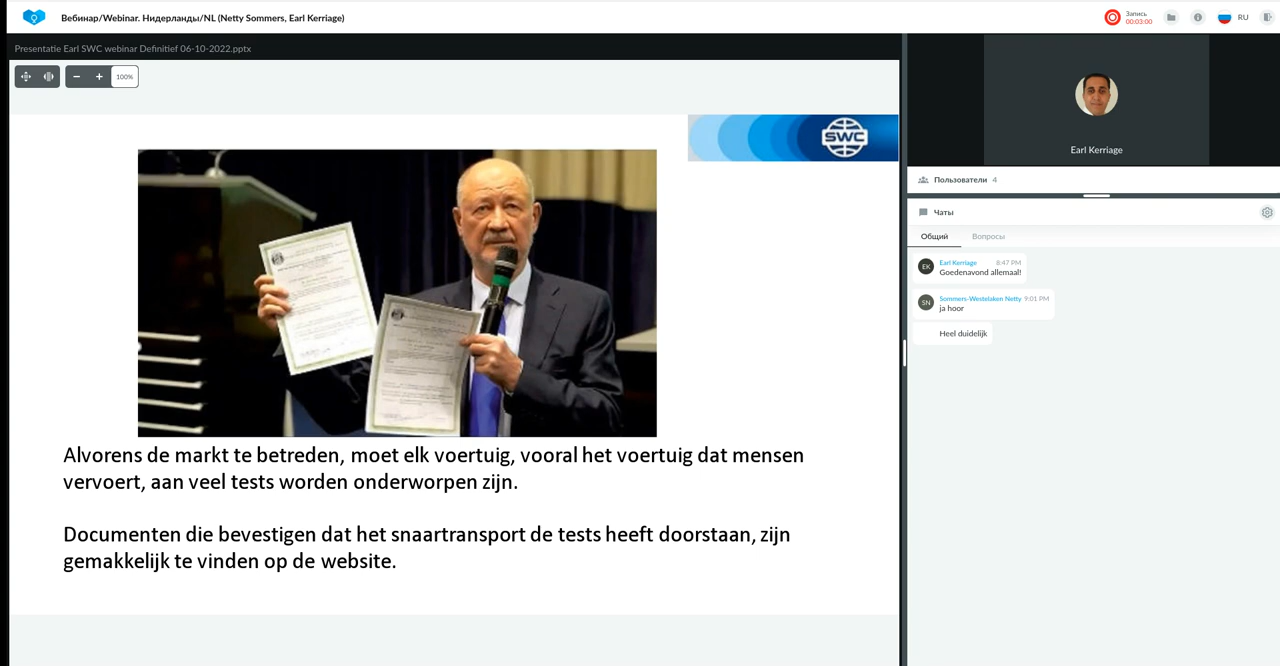 Вебинар/Webinar. Нидерланды/NL (Netty Sommers, Earl Kerriage)
Запись
00:03:00
RU
Presentatie Earl SWC webinar Definitief 06-10-2022.pptx
100%
SWC
Alvorens de markt te betreden, moet elk voertuig, vooral het voertuig dat mensen
vervoert, aan veel tests worden onderworpen zijn.
Documenten die bevestigen dat het snaartransport de tests heeft doorstaan, zijn
gemakkelijk te vinden op de website.
Earl Kerriage
Пользователи 4
Чаты
Общий Вопросы
EK Earl Kerriage 8:47 PM
Goedenavond allemaal!
SN Sommers-Westelaken Netty 9:01 PM
ja hoor
Heel duidelijk